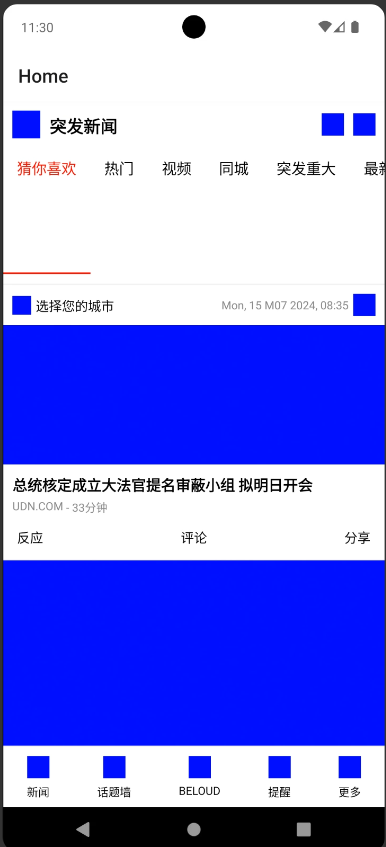 11:30
Home
突发新闻
猜你喜欢 热门 视频 同城 突发重大 最新
选择您的城市 Mon, 15 M07 2024, 08:35
总统核定成立大法官提名审蔽小组 拟明日开会
UDN.COM - 33分钟
反应 评论 分享
新闻 话题墙 BELOUD 提醒 更多